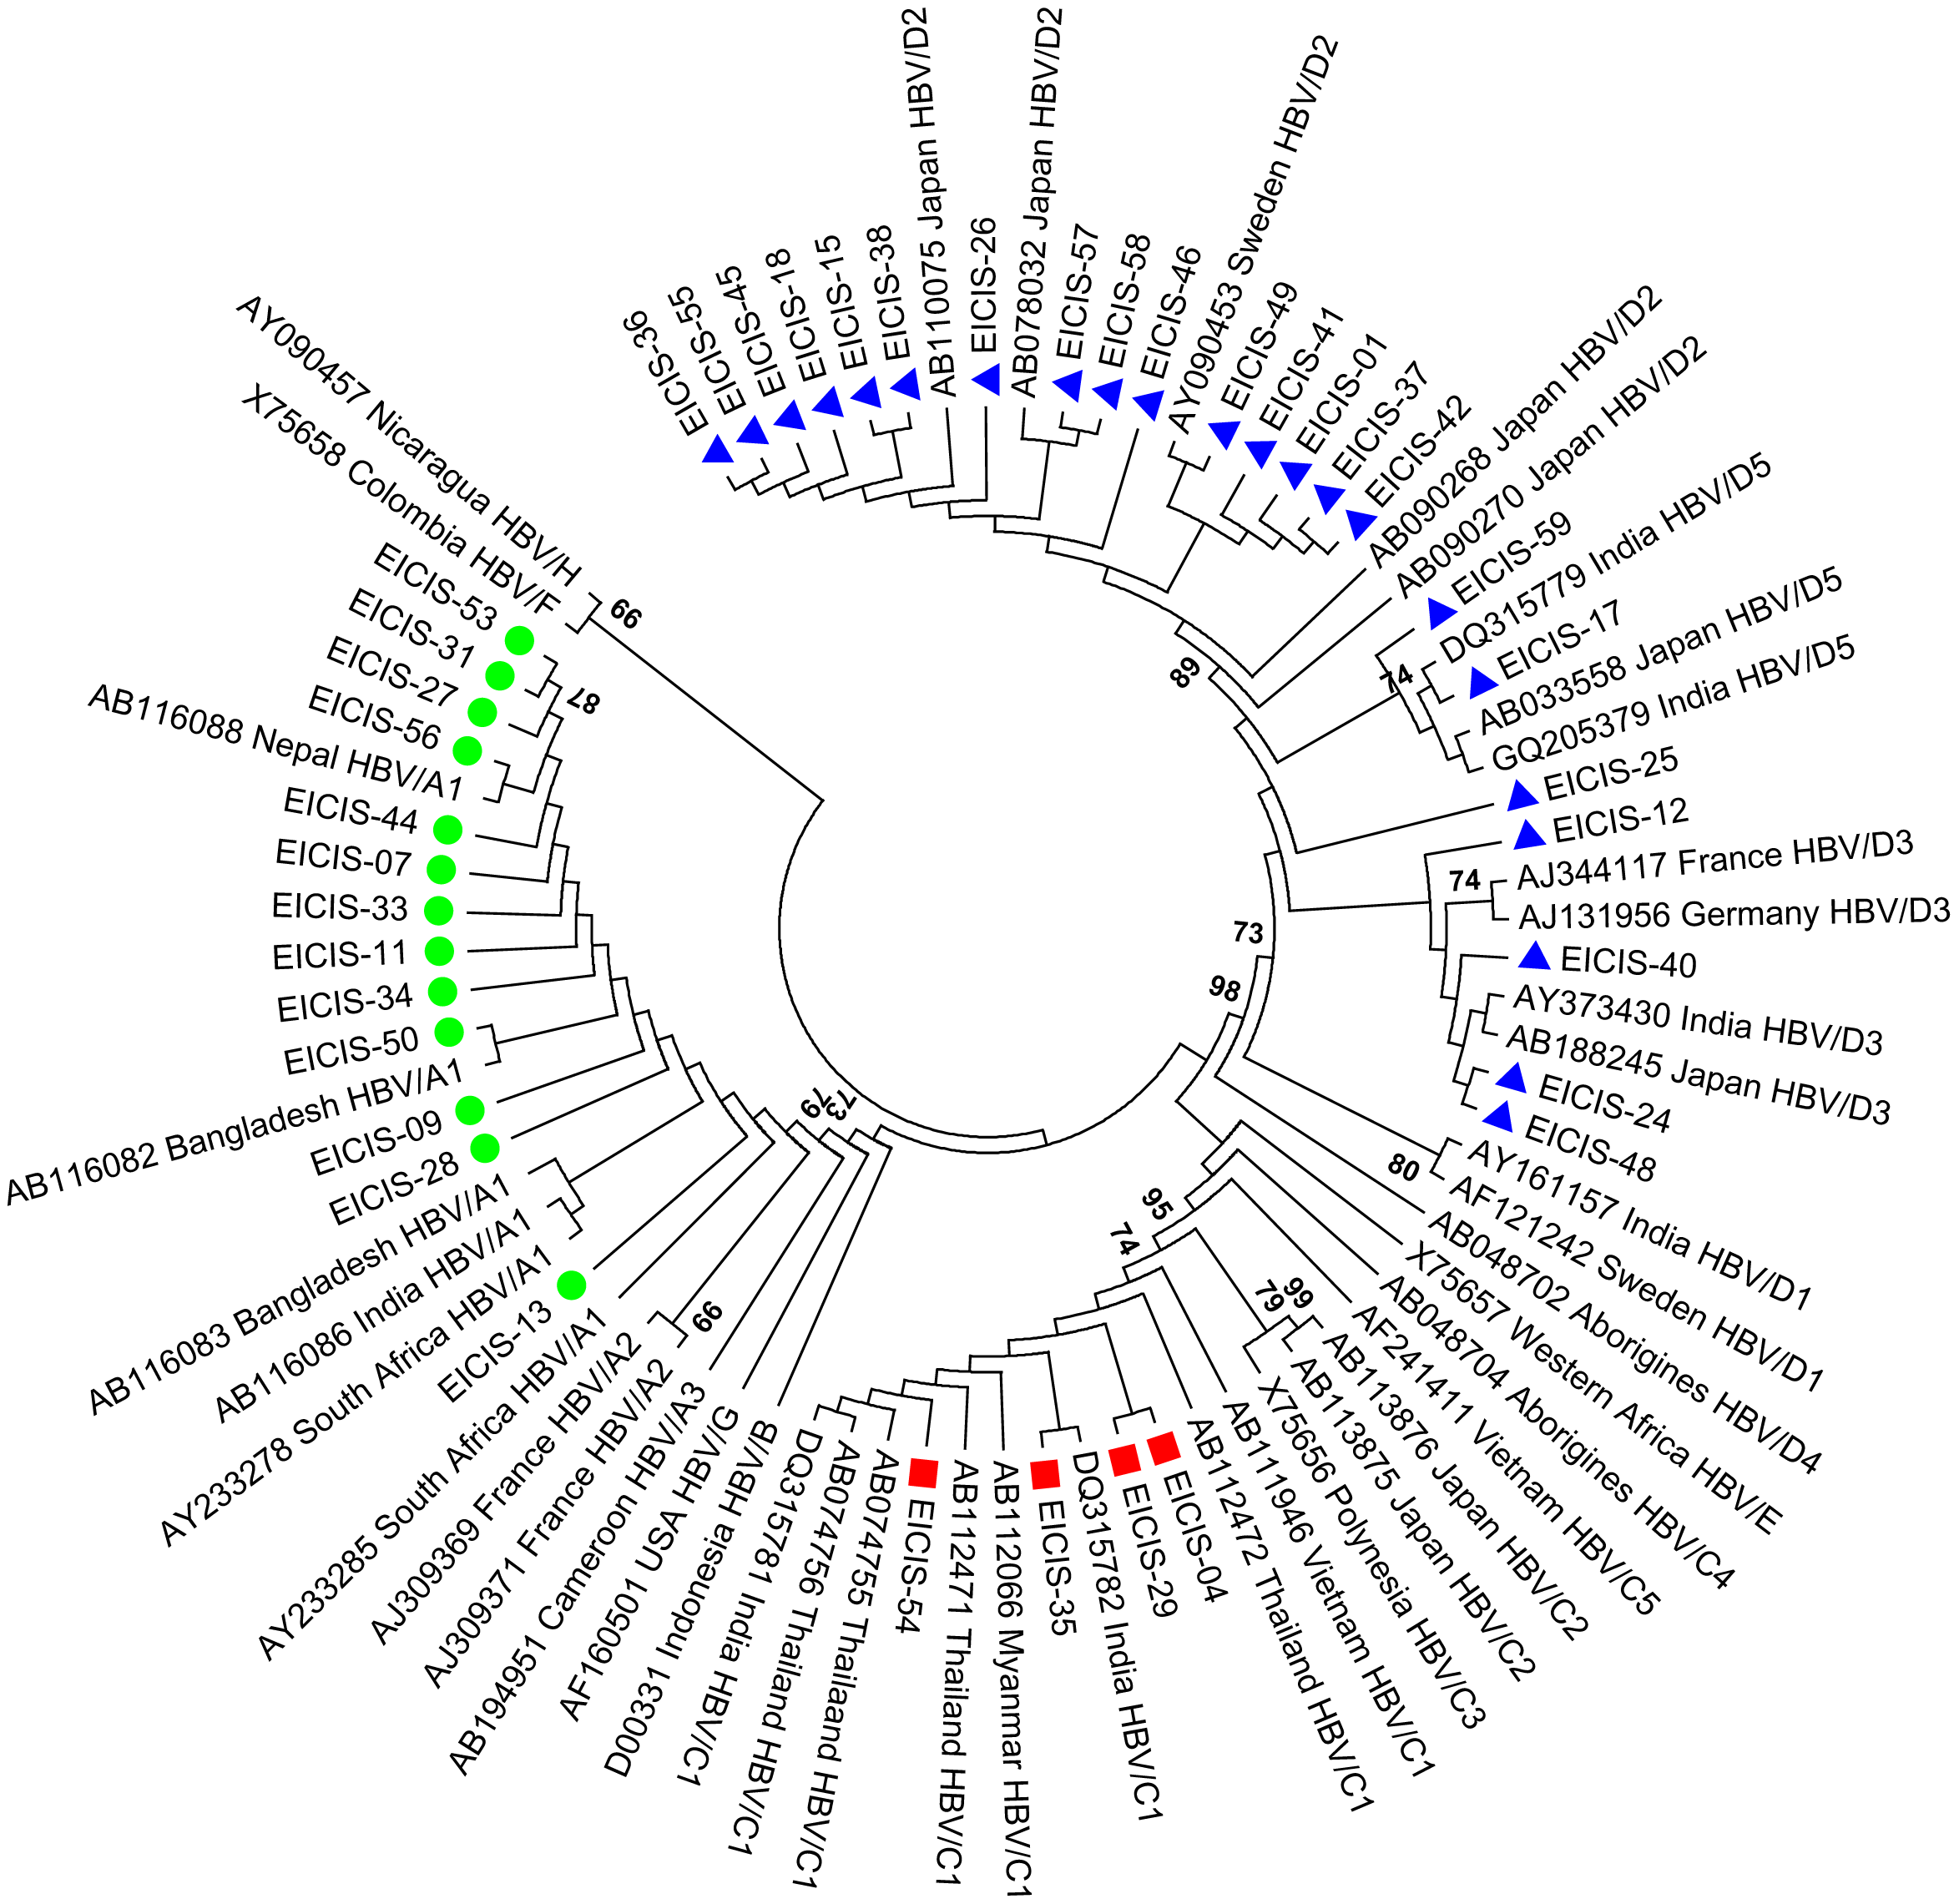 AY090457 Nicaragua HBV/H
X75658 Colombia HBV/F
EICIS-53
EICIS-31
EICIS-27
EICIS-56
AB116088 Nepal HBV/A1
EICIS-44
EICIS-07
EICIS-33
EICIS-11
EICIS-34
EICIS-50
AB116082 Bangladesh HBV/A1
EICIS-09
EICIS-28
AB116083 Bangladesh HBV/A1
AB116086 India HBV/A1
AY233278 South Africa HBV/A1
EICIS-13
AY233285 South Africa HBV/A1
AJ309369 France HBV/A2
AJ309371 France HBV/A2
AB194951 Cameroon HBV/A3
AF160501 USA HBV/G
D00331 Indonesia HBV/B
DQ315781 India HBV/C1
AB074756 Thailand HBV/C1
AB074755 Thailaand HBV/C1
EICIS-54
AB112471 Thailand HBV/C1
AB112066 Myanmar HBV/C1
EICIS-35
DQ315782 India HBV/C1
EICIS-29
EICIS-04
AB112472 Thailand HBV/C1
AB111946 Vietnam HBV/C1
X75656 Polynesia HBV/C3
AB113875 Japan HBV/C2
AB113876 Japan HBV/C2
AF241411 Vietnam HBV/C5
AB048704 Aborigines HBV/C4
X75657 Western Africa HBV/E
AB048702 Aborigines HBV/D4
AF121242 Sweden HBV/D1
AY161157 India HBV/D1
EICIS-48
EICIS-24
AB188245 Japan HBV/D3
AY373430 India HBV/D3
EICIS-40
AJ131956 Germany HBV/D3
AJ344117 France HBV/D3
EICIS-12
EICIS-25
GQ205379 India HBV/D5
AB033558 Japan HBV/D5
EICIS-17
DQ315779 India HBV/D5
EICIS-59
AB090270 Japan HBV/D2
AB090268 Japan HBV/D2
EICIS-42
EICIS-37
EICIS-01
EICIS-41
EICIS-49
AY090453 Sweden HBV/D2
EICIS-46
EICIS-58
EICIS-57
AB078032 Japan HBV/D2
EICIS-26
AB110075 Japan HBV/D2
EICIS-38
EICIS-15
EICIS-18
EICIS-45
EICIS-55
EICIS-36
99
87
79
73
99
74
95
79
99
80
98
73
74
74
89